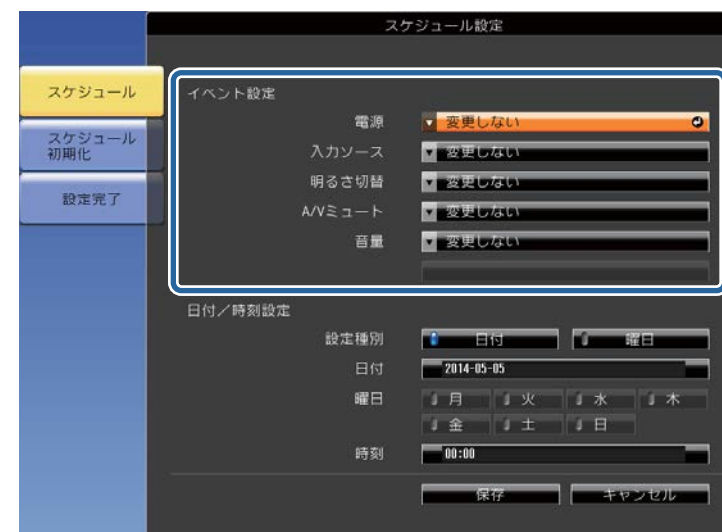 スケジュール設定
スケジュール
スケジュール
初期化
設定完了
イベント設定
電源 変更しない
入力ソース 変更しない
明るさ切替 変更しない
A/Vミュート 変更しない
音量 変更しない
日付/時刻設定
設定種別 日付 曜日
日付 2014-05-05
曜日 月 火 水 木
金 土 日
時刻 00:00
保存 キャンセル